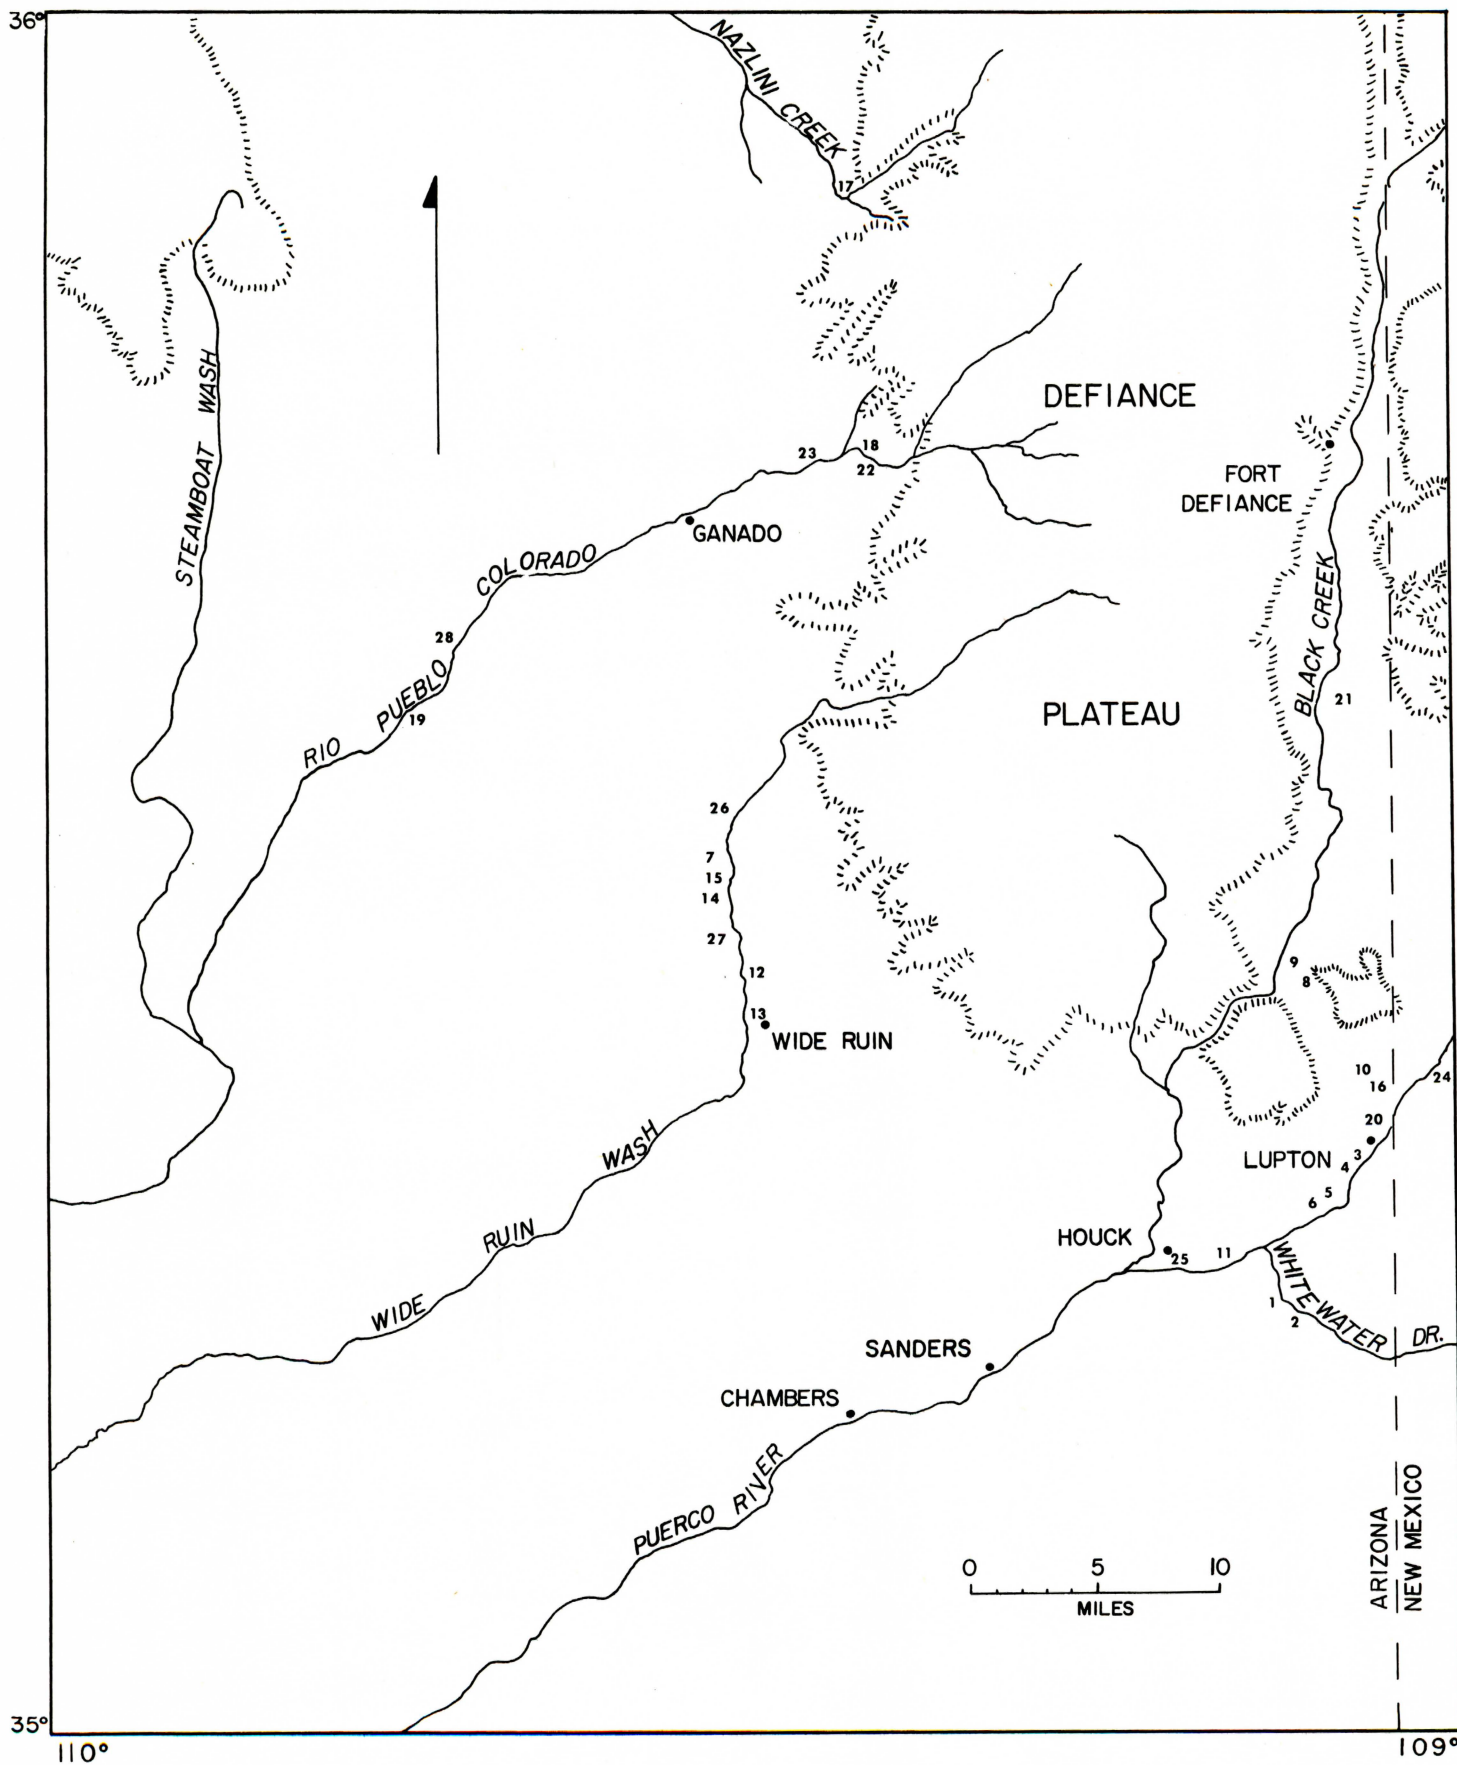 36°
NAZLINI CREEK
17
STEAMBOAT WASH
DEFIANCE
23
18
22
FORT
DEFIANCE
GANADO
RIO PUEBLO COLORADO
28
19
BLACK CREEK
21
PLATEAU
26
7
15
14
27
12
13
WIDE RUIN
9
8
10
16
24
20
LUPTON
3
4
5
6
WIDE RUIN WASH
HOUCK
25
11
WHITEWATER DR.
1
2
SANDERS
CHAMBERS
PUERCO RIVER
0 5 10
MILES
ARIZONA
NEW MEXICO
35°
110°
109°